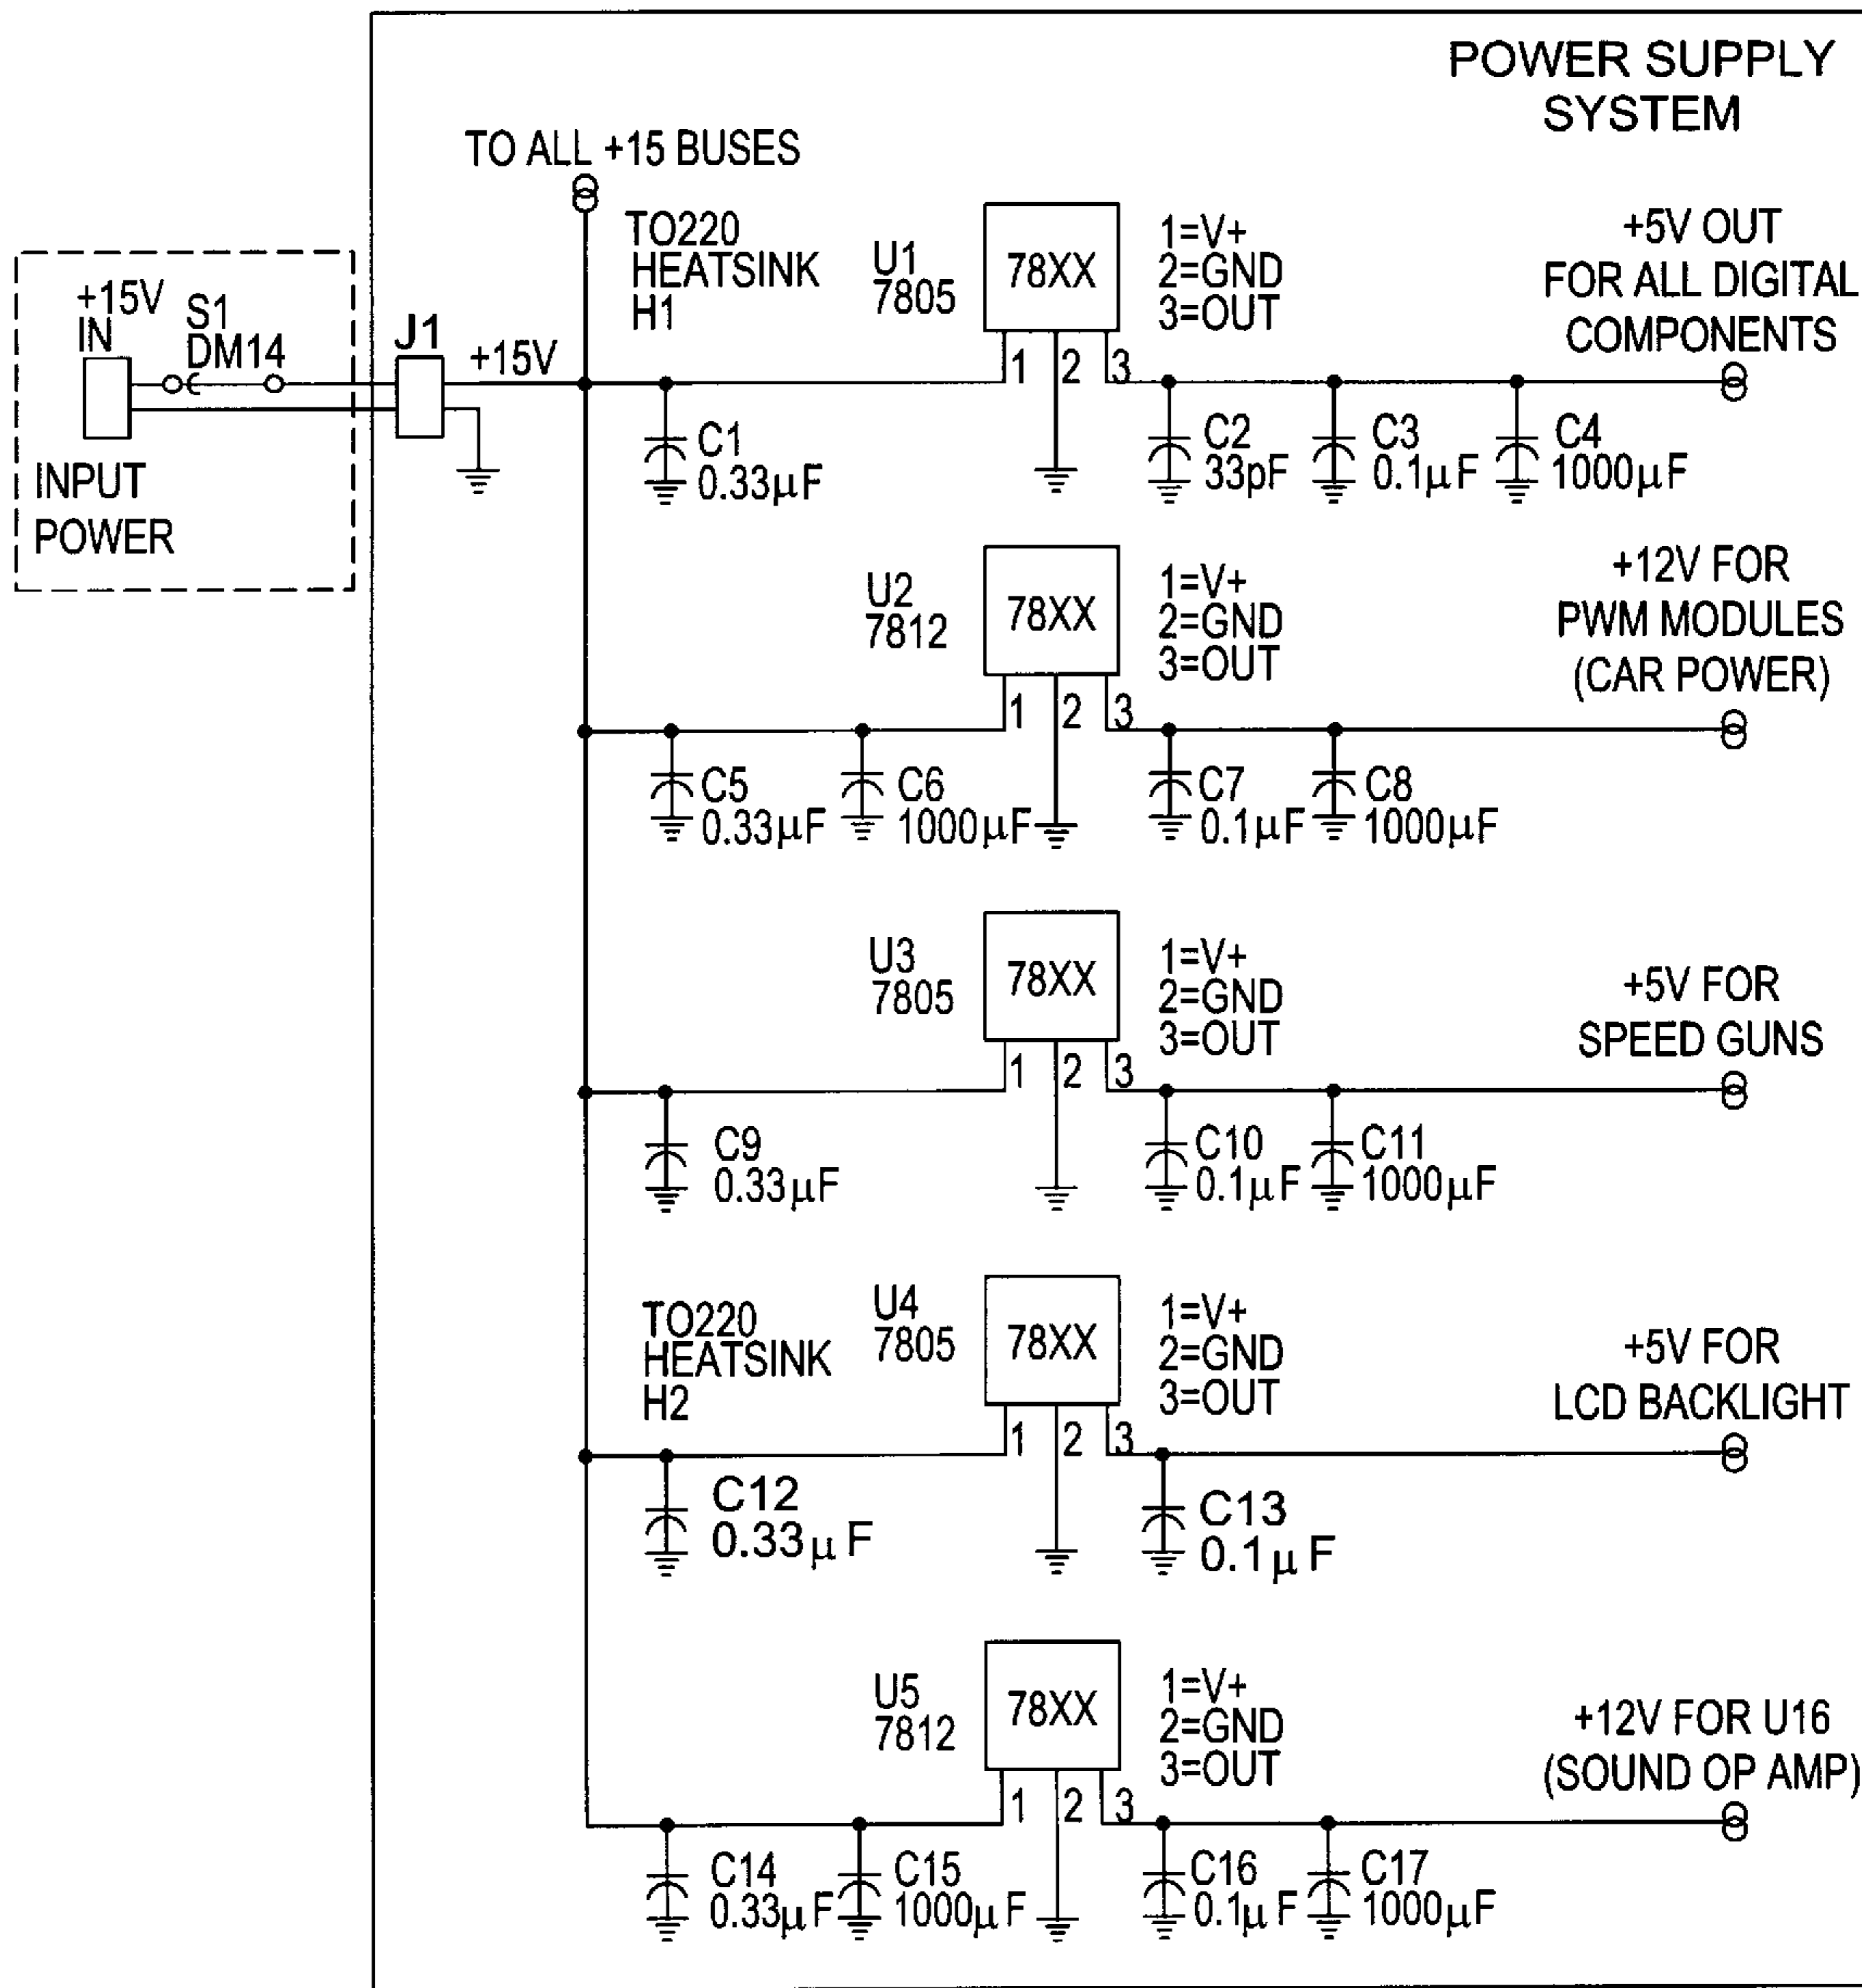 POWER SUPPLY
SYSTEM
TO ALL +15 BUSES
+15V
IN
S1
DM14
INPUT
POWER
J1
+15V
TO220
HEATSINK
H1
U1
7805
78XX
1=V+
2=GND
3=OUT
1 2 3
+5V OUT
FOR ALL DIGITAL
COMPONENTS
C1
0.33μF
C2
33pF
C3
0.1μF
C4
1000μF
U2
7812
78XX
1=V+
2=GND
3=OUT
1 2 3
+12V FOR
PWM MODULES
(CAR POWER)
C5
0.33μF
C6
1000μF
C7
0.1μF
C8
1000μF
U3
7805
78XX
1=V+
2=GND
3=OUT
1 2 3
+5V FOR
SPEED GUNS
C9
0.33μF
C10
0.1μF
C11
1000μF
TO220
HEATSINK
H2
U4
7805
78XX
1=V+
2=GND
3=OUT
1 2 3
+5V FOR
LCD BACKLIGHT
C12
0.33μF
C13
0.1μF
U5
7812
78XX
1=V+
2=GND
3=OUT
1 2 3
+12V FOR U16
(SOUND OP AMP)
C14
0.33μF
C15
1000μF
C16
0.1μF
C17
1000μF